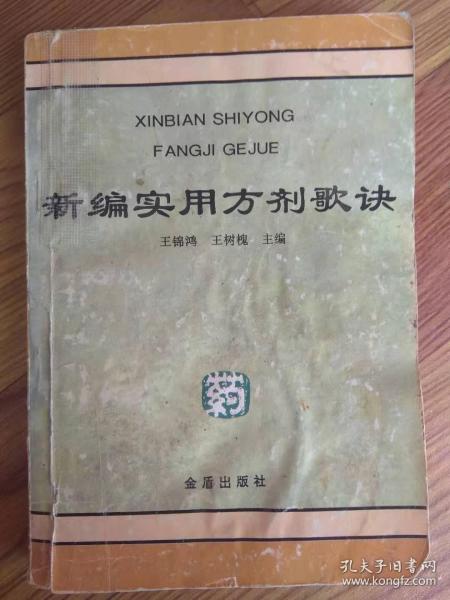 XINBIAN SHIYONG
FANGJI GEJUE
新编实用方剂歌诀
王锦鸿 王树槐 主编
药
金盾出版社
孔夫子旧书网
www.kongfz.com